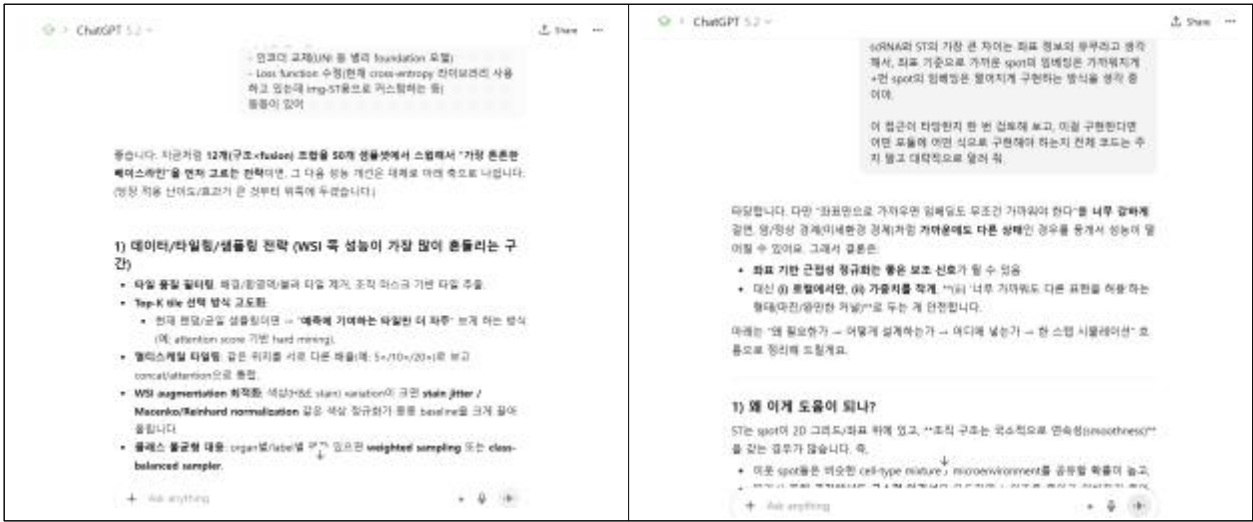 ChatGPT 5.2
Share
- 인코더 교체(UNI 등 병리 foundation 모델)
- Loss function 수정(현재 cross-entropy 라이브러리 사용
하고 있는데 img-ST용으로 커스텀하는 등)
등등이 있어
좋습니다. 지금처럼 12개(구조×fusion) 조합을 50개 샘플셋에서 스윕해서 "가장 튼튼한
베이스라인"을 먼저 고르는 전략이면, 그 다음 성능 개선은 대체로 아래 축으로 나뉩니다.
(당장 적용 난이도/효과가 큰 것부터 위쪽에 두겠습니다.)
1) 데이터/타일링/샘플링 전략 (WSI 쪽 성능이 가장 많이 흔들리는 구
간)
• 타일 품질 필터링: 배경/흰영역/블러 타일 제거, 조직 마스크 기반 타일 추출.
• Top-K tile 선택 방식 고도화:
• 현재 랜덤/균일 샘플링이면 → "예측에 기여하는 타일만 더 자주" 보게 하는 방식
(예: attention score 기반 hard mining).
• 멀티스케일 타일링: 같은 위치를 서로 다른 배율(예: 5×/10×/20×)로 보고
concat/attention으로 통합.
• WSI augmentation 최적화: 색상(H&E stain) variation이 크면 stain jitter /
Macenko/Reinhard normalization 같은 색상 정규화가 종종 baseline을 크게 끌어
올립니다.
• 클래스 불균형 대응: organ별/label별 있으면 weighted sampling 또는 class-
balanced sampler.
Ask anything
ChatGPT 5.2
Share
scRNA와 ST의 가장 큰 차이는 좌표 정보의 유무라고 생각
해서, 좌표 기준으로 가까운 spot의 임베딩은 가까워지게
+먼 spot의 임베딩은 멀어지게 구현하는 방식을 생각 중
이야.
이 접근이 타당한지 한 번 검토해 보고, 이걸 구현한다면
어떤 모듈에 어떤 식으로 구현해야 하는지 전체 코드는 주
지 말고 대략적으로 알려 줘.
타당합니다. 다만 "좌표만으로 가까우면 임베딩도 무조건 가까워야 한다"를 너무 강하게
걸면, 암/정상 경계(미세환경 경계)처럼 가까운데도 다른 상태인 경우를 뭉개서 성능이 떨
어질 수 있어요. 그래서 결론은:
• 좌표 기반 근접성 정규화는 좋은 보조 신호가 될 수 있음
• 대신 (i) 로컬에서만, (ii) 가중치를 작게, **(iii) '너무 가까워도 다른 표현을 허용'하는
형태(마진/완만한 커널)**로 두는 게 안전합니다.
아래는 "왜 필요한가 → 어떻게 설계하는가 → 어디에 넣는가 → 한 스텝 시뮬레이션" 흐
름으로 정리해 드릴게요.
1) 왜 이게 도움이 되나?
ST는 spot이 2D 그리드/좌표 위에 있고, **조직 구조는 국소적으로 연속성(smoothness)**
을 갖는 경우가 많습니다. 즉,
• 이웃 spot들은 비슷한 cell-type mixture / microenvironment를 공유할 확률이 높고,
Ask anything